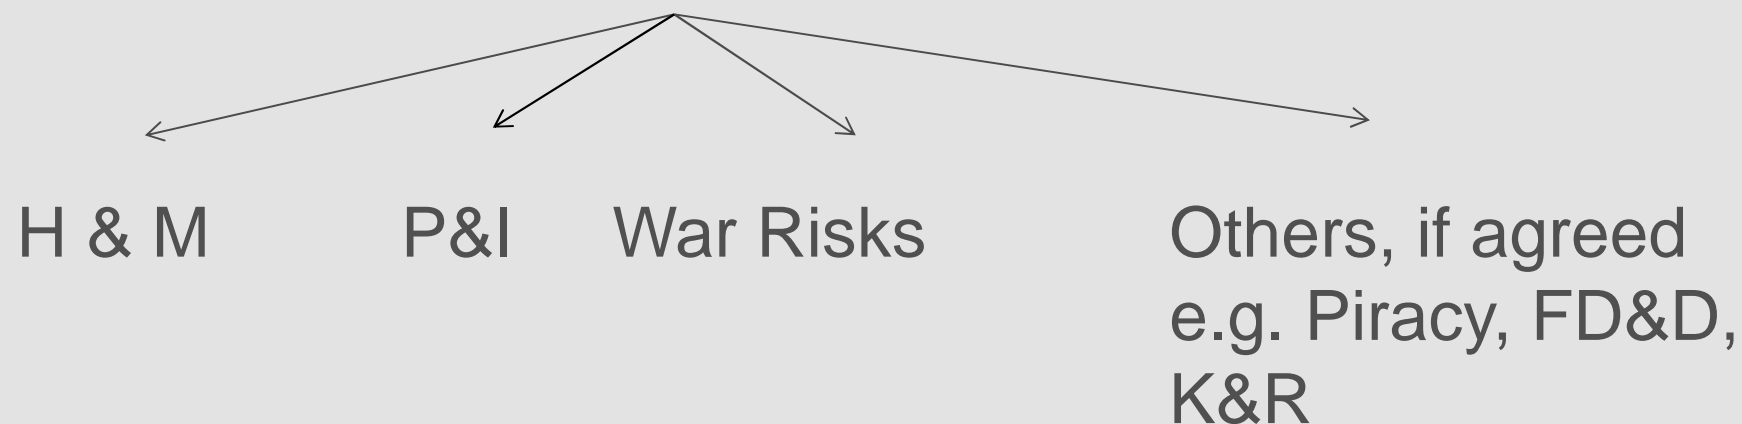 H & M P&I War Risks Others, if agreed
e.g. Piracy, FD&D,
K&R